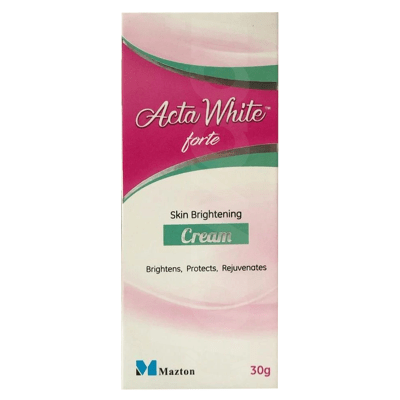 Acta White™
forte
Skin Brightening
Cream
Brightens, Protects, Rejuvenates
Mazton
30g